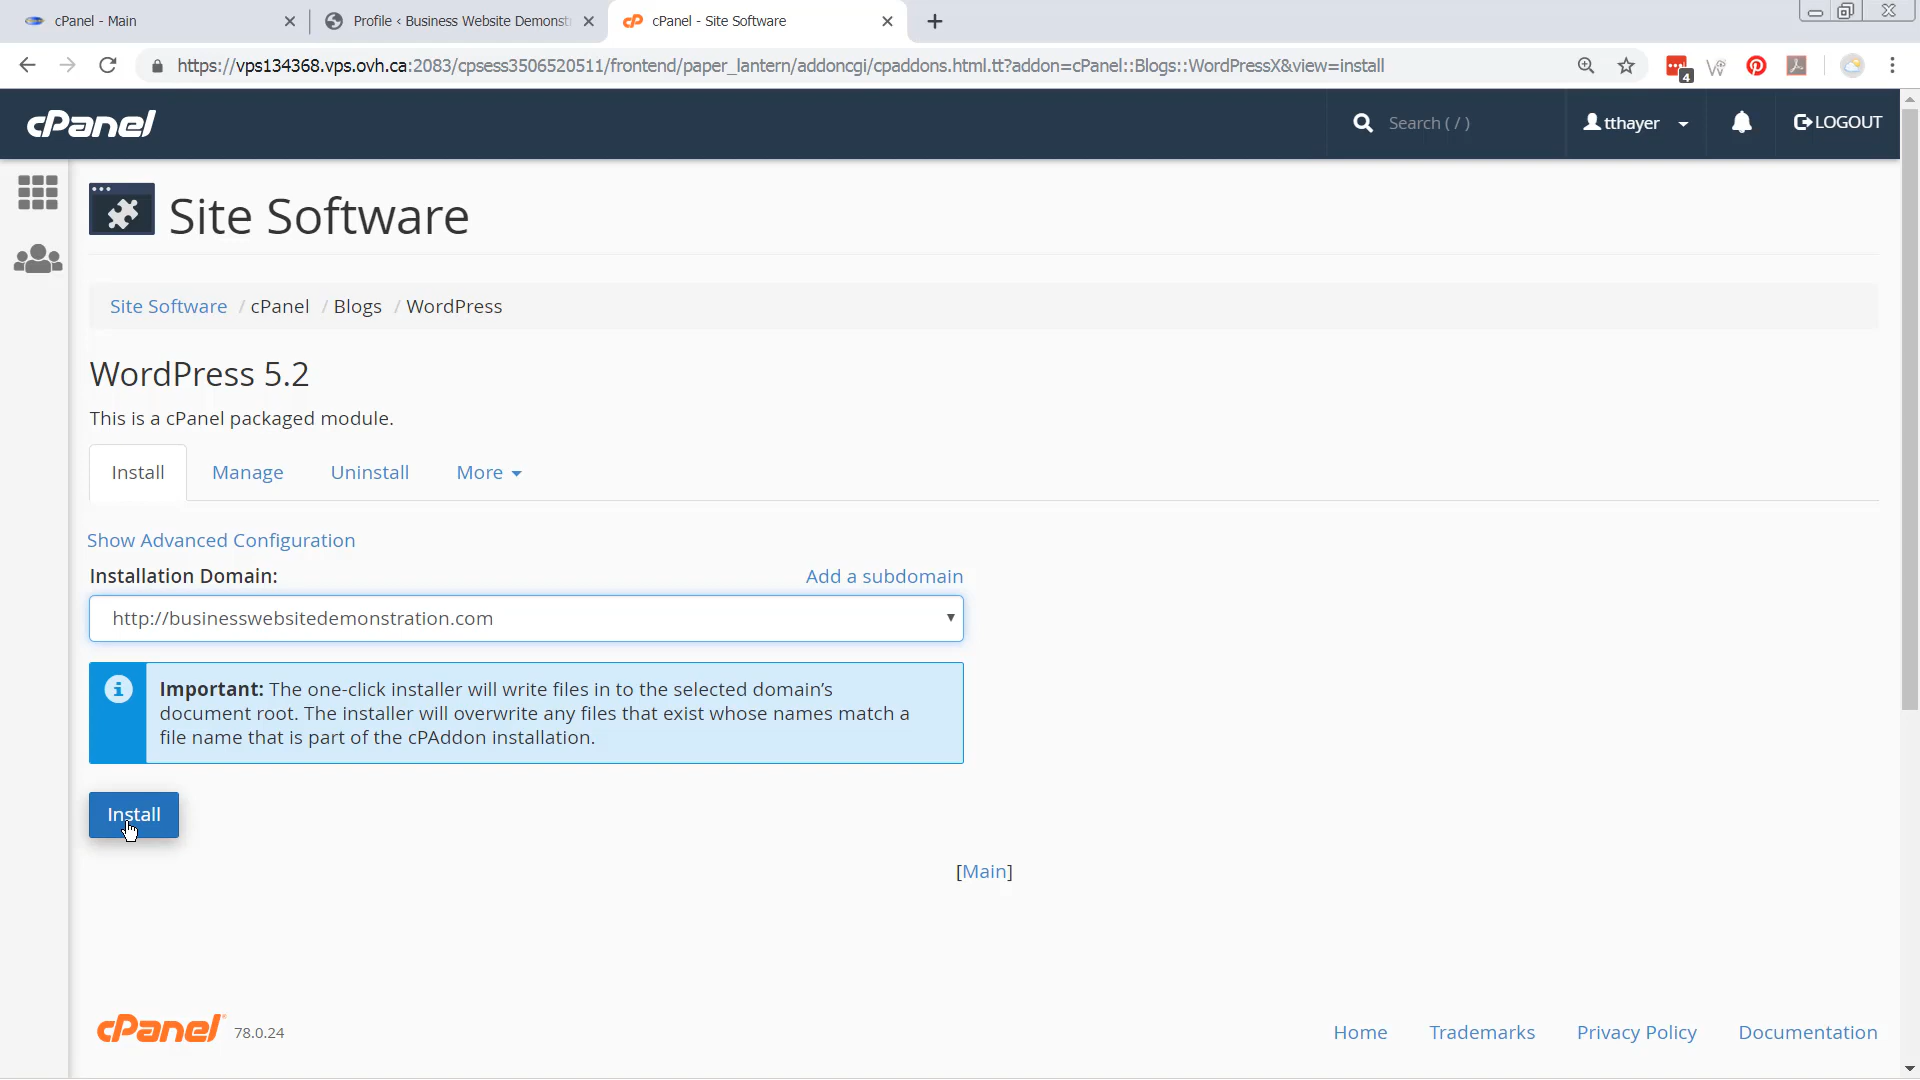 cPanel - Main
Profile ‹ Business Website Demonst
cPanel - Site Software
https://vps134368.vps.ovh.ca:2083/cpsess3506520511/frontend/paper_lantern/addoncgi/cpaddons.html.tt?addon=cPanel::Blogs::WordPressX&view=install
4
cPanel
Search ( / )
tthayer
LOGOUT
Site Software
Site Software / cPanel / Blogs / WordPress
WordPress 5.2
This is a cPanel packaged module.
Install
Manage
Uninstall
More
Show Advanced Configuration
Installation Domain:
Add a subdomain
http://businesswebsitedemonstration.com
Important: The one-click installer will write files in to the selected domain’s
document root. The installer will overwrite any files that exist whose names match a
file name that is part of the cPAddon installation.
Install
[Main]
cPanel 78.0.24
Home
Trademarks
Privacy Policy
Documentation